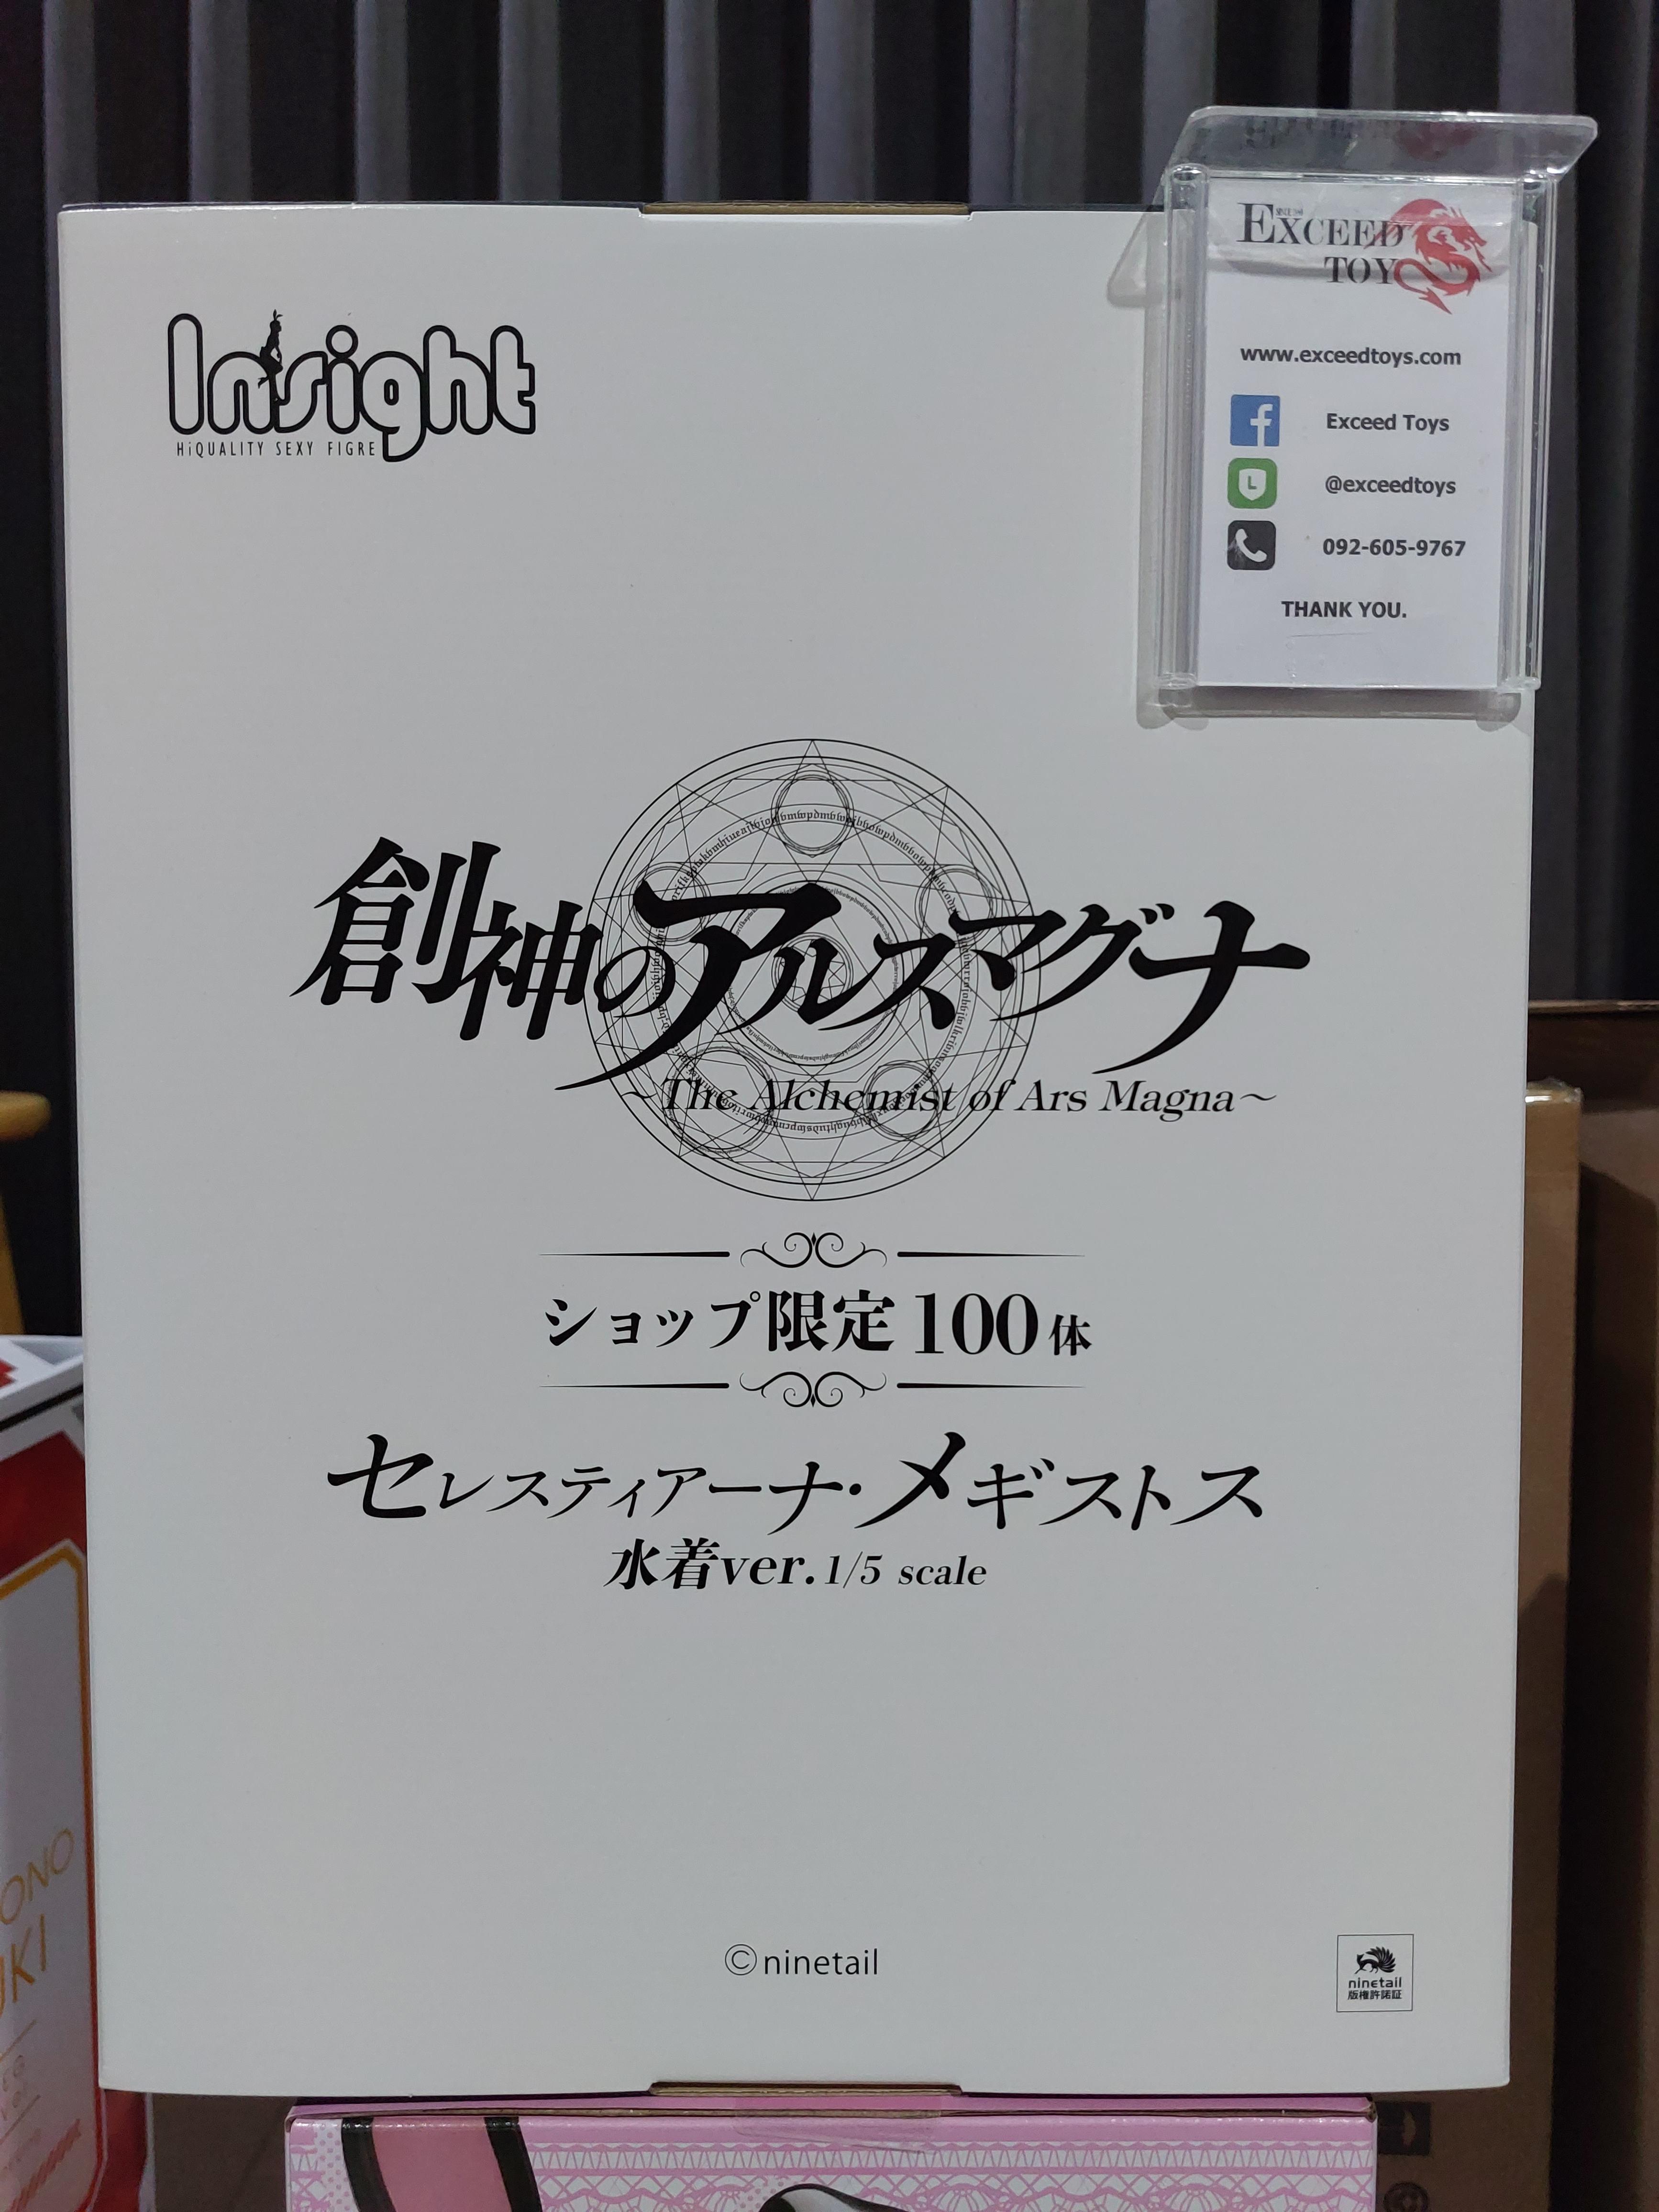 Insight
HiQUALITY SEXY FIGRE
EXCEED
TOY
www.exceedtoys.com
Exceed Toys
@exceedtoys
092-605-9767
THANK YOU.
創神のアルスマグナ
~The Alchemist of Ars Magna~
ショップ限定100体
セレスティアーナ・メギストス
水着ver. 1/5 scale
©ninetail
ninetail
版権許諾証
ONO
UKI